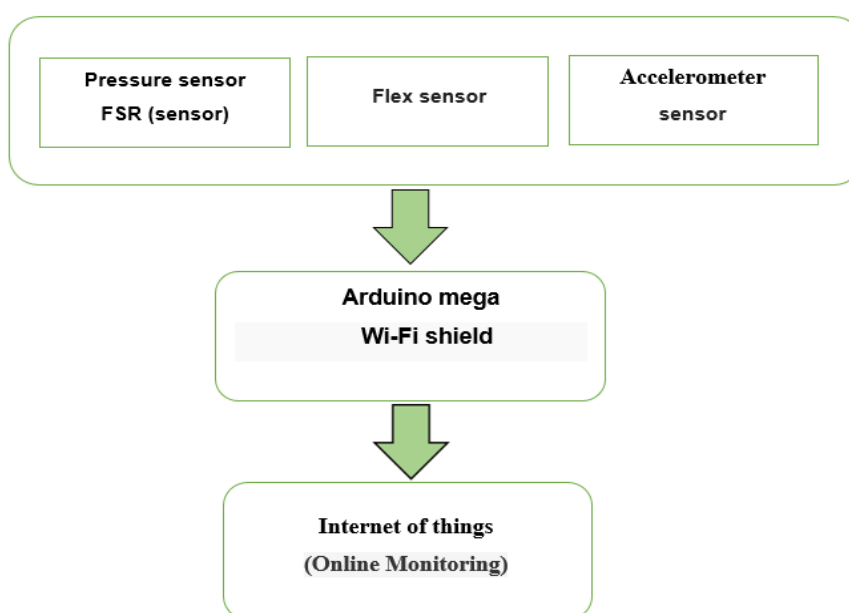 Pressure sensor
FSR (sensor)
Flex sensor
Accelerometer
sensor
Arduino mega
Wi-Fi shield
Internet of things
(Online Monitoring)